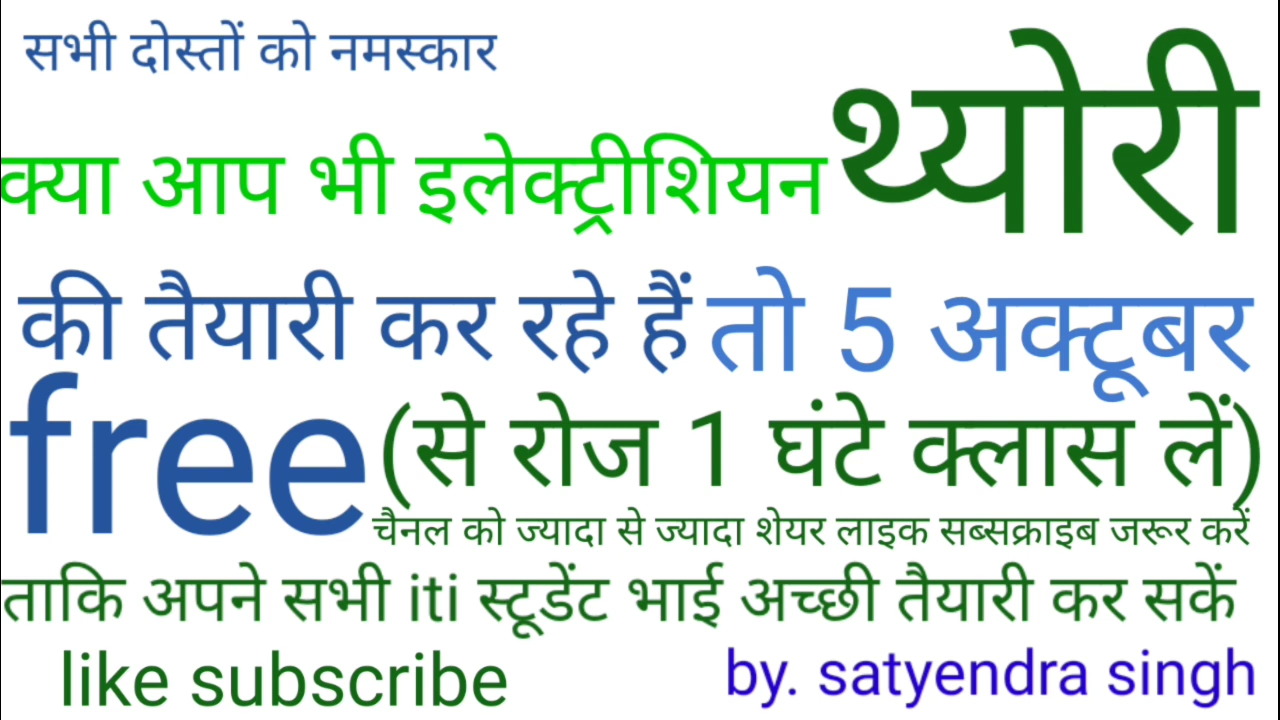 सभी दोस्तों को नमस्कार
क्या आप भी इलेक्ट्रीशियन थ्योरी
की तैयारी कर रहे हैं तो 5 अक्टूबर
free (से रोज 1 घंटे क्लास लें)
चैनल को ज्यादा से ज्यादा शेयर लाइक सब्सक्राइब जरूर करें
ताकि अपने सभी iti स्टूडेंट भाई अच्छी तैयारी कर सकें
like subscribe by. satyendra singh